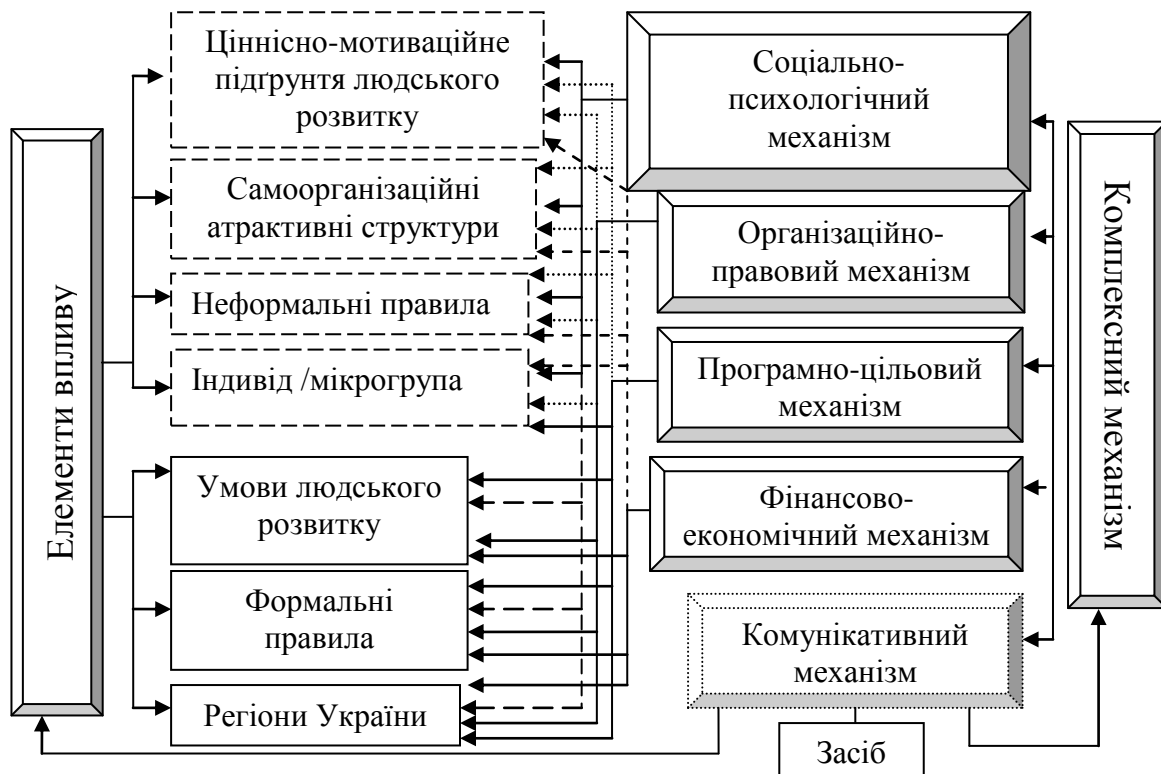 Елементи впливу
Ціннісно-мотиваційне
підґрунтя людського
розвитку
Самоорганізаційні
атрактивні структури
Неформальні правила
Індивід /мікрогрупа
Умови людського
розвитку
Формальні
правила
Регіони України
Соціально-
психологічний
механізм
Організаційно-
правовий механізм
Програмно-цільовий
механізм
Фінансово-
економічний механізм
Комунікативний
механізм
Засіб
Комплексний механізм